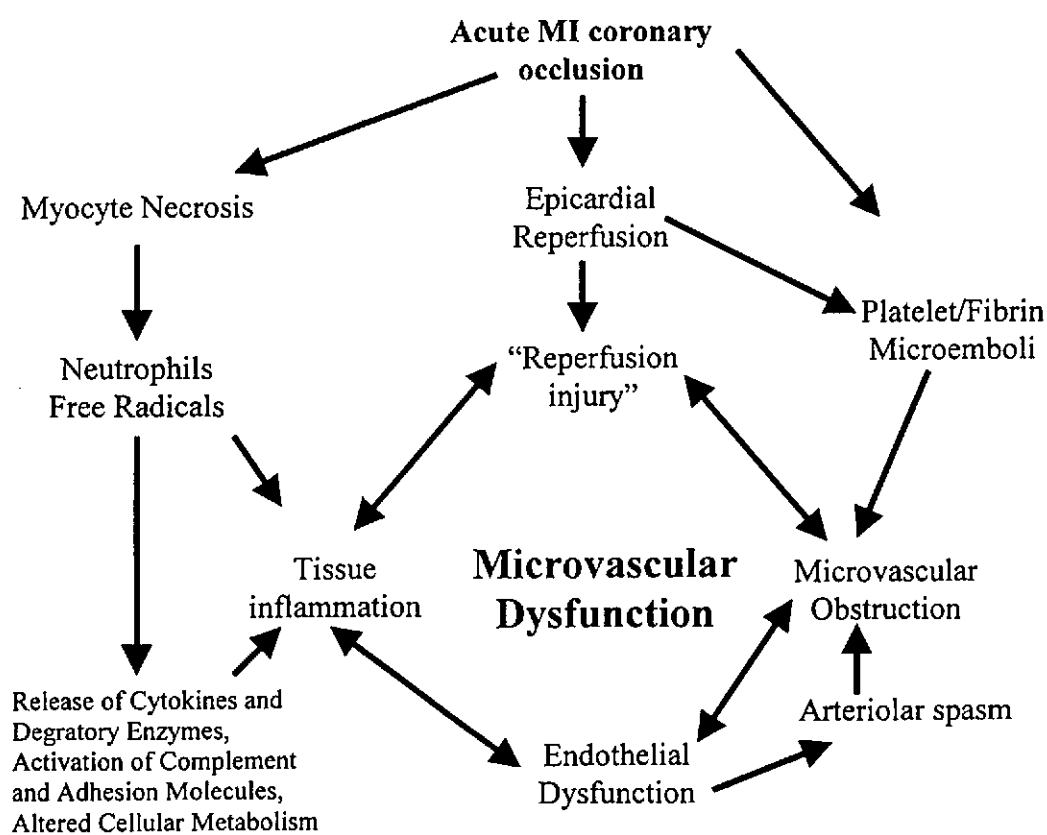 Acute MI coronary
occlusion
Myocyte Necrosis
Epicardial
Reperfusion
Platelet/Fibrin
Microemboli
Neutrophils
Free Radicals
“Reperfusion
injury”
Tissue
inflammation
Microvascular
Dysfunction
Microvascular
Obstruction
Release of Cytokines and
Degratory Enzymes,
Activation of Complement
and Adhesion Molecules,
Altered Cellular Metabolism
Endothelial
Dysfunction
Arteriolar spasm